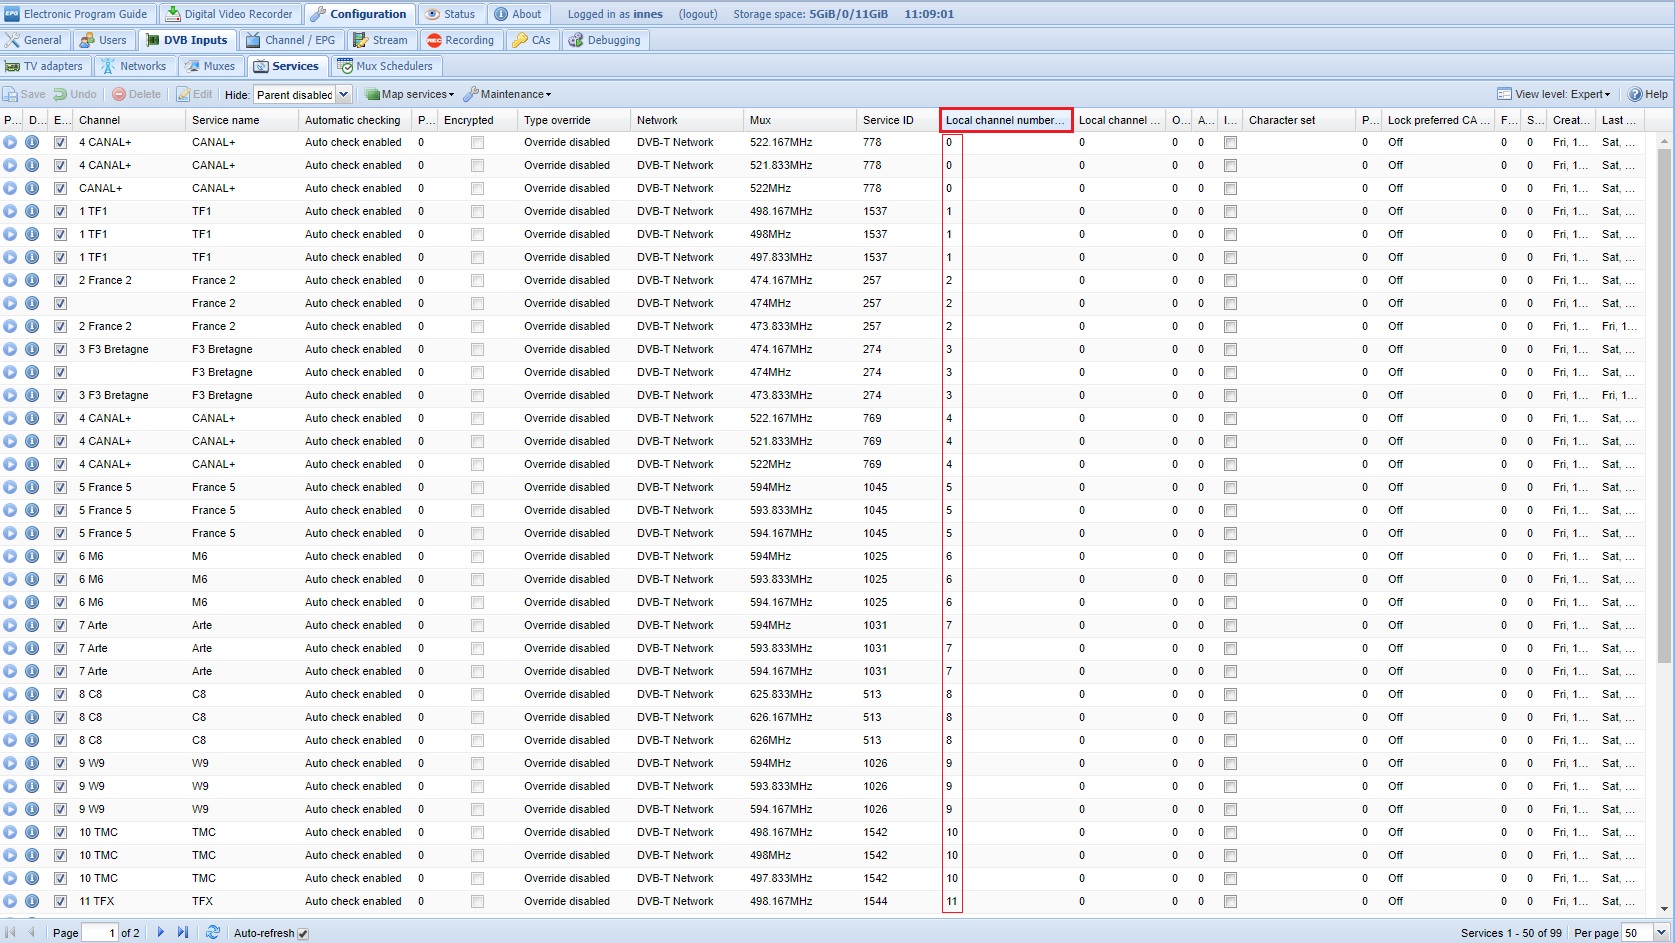 EPG Electronic Program Guide Digital Video Recorder Configuration Status About Logged in as innes (logout) Storage space: 5GiB/0/11GiB 11:09:01
General Users DVB Inputs Channel / EPG Stream REC Recording CAs Debugging
TV adapters Networks Muxes Services Mux Schedulers
Save Undo Delete Edit Hide: Parent disabled Map services Maintenance View level: Expert Help
P... D... E... Channel Service name Automatic checking P... Encrypted Type override Network Mux Service ID Local channel number... Local channel ... O... A... I... Character set P... Lock preferred CA ... F... S... Creat... Last ...
4 CANAL+ CANAL+ Auto check enabled 0 Override disabled DVB-T Network 522.167MHz 778 0 0 0 0 0 Off 0 0 Fri, 1... Sat, ...
4 CANAL+ CANAL+ Auto check enabled 0 Override disabled DVB-T Network 521.833MHz 778 0 0 0 0 0 Off 0 0 Fri, 1... Sat, ...
CANAL+ CANAL+ Auto check enabled 0 Override disabled DVB-T Network 522MHz 778 0 0 0 0 0 Off 0 0 Fri, 1... Sat, ...
1 TF1 TF1 Auto check enabled 0 Override disabled DVB-T Network 498.167MHz 1537 1 0 0 0 0 Off 0 0 Fri, 1... Sat, ...
1 TF1 TF1 Auto check enabled 0 Override disabled DVB-T Network 498MHz 1537 1 0 0 0 0 Off 0 0 Fri, 1... Sat, ...
1 TF1 TF1 Auto check enabled 0 Override disabled DVB-T Network 497.833MHz 1537 1 0 0 0 0 Off 0 0 Fri, 1... Sat, ...
2 France 2 France 2 Auto check enabled 0 Override disabled DVB-T Network 474.167MHz 257 2 0 0 0 0 Off 0 0 Fri, 1... Sat, ...
France 2 Auto check enabled 0 Override disabled DVB-T Network 474MHz 257 2 0 0 0 0 Off 0 0 Fri, 1... Sat, ...
2 France 2 France 2 Auto check enabled 0 Override disabled DVB-T Network 473.833MHz 257 2 0 0 0 0 Off 0 0 Fri, 1... Fri, 1...
3 F3 Bretagne F3 Bretagne Auto check enabled 0 Override disabled DVB-T Network 474.167MHz 274 3 0 0 0 0 Off 0 0 Fri, 1... Sat, ...
F3 Bretagne Auto check enabled 0 Override disabled DVB-T Network 474MHz 274 3 0 0 0 0 Off 0 0 Fri, 1... Sat, ...
3 F3 Bretagne F3 Bretagne Auto check enabled 0 Override disabled DVB-T Network 473.833MHz 274 3 0 0 0 0 Off 0 0 Fri, 1... Fri, 1...
4 CANAL+ CANAL+ Auto check enabled 0 Override disabled DVB-T Network 522.167MHz 769 4 0 0 0 0 Off 0 0 Fri, 1... Sat, ...
4 CANAL+ CANAL+ Auto check enabled 0 Override disabled DVB-T Network 521.833MHz 769 4 0 0 0 0 Off 0 0 Fri, 1... Sat, ...
4 CANAL+ CANAL+ Auto check enabled 0 Override disabled DVB-T Network 522MHz 769 4 0 0 0 0 Off 0 0 Fri, 1... Sat, ...
5 France 5 France 5 Auto check enabled 0 Override disabled DVB-T Network 594MHz 1045 5 0 0 0 0 Off 0 0 Fri, 1... Sat, ...
5 France 5 France 5 Auto check enabled 0 Override disabled DVB-T Network 593.833MHz 1045 5 0 0 0 0 Off 0 0 Fri, 1... Sat, ...
5 France 5 France 5 Auto check enabled 0 Override disabled DVB-T Network 594.167MHz 1045 5 0 0 0 0 Off 0 0 Fri, 1... Sat, ...
6 M6 M6 Auto check enabled 0 Override disabled DVB-T Network 594MHz 1025 6 0 0 0 0 Off 0 0 Fri, 1... Sat, ...
6 M6 M6 Auto check enabled 0 Override disabled DVB-T Network 593.833MHz 1025 6 0 0 0 0 Off 0 0 Fri, 1... Sat, ...
6 M6 M6 Auto check enabled 0 Override disabled DVB-T Network 594.167MHz 1025 6 0 0 0 0 Off 0 0 Fri, 1... Sat, ...
7 Arte Arte Auto check enabled 0 Override disabled DVB-T Network 594MHz 1031 7 0 0 0 0 Off 0 0 Fri, 1... Sat, ...
7 Arte Arte Auto check enabled 0 Override disabled DVB-T Network 593.833MHz 1031 7 0 0 0 0 Off 0 0 Fri, 1... Sat, ...
7 Arte Arte Auto check enabled 0 Override disabled DVB-T Network 594.167MHz 1031 7 0 0 0 0 Off 0 0 Fri, 1... Sat, ...
8 C8 C8 Auto check enabled 0 Override disabled DVB-T Network 625.833MHz 513 8 0 0 0 0 Off 0 0 Fri, 1... Sat, ...
8 C8 C8 Auto check enabled 0 Override disabled DVB-T Network 626.167MHz 513 8 0 0 0 0 Off 0 0 Fri, 1... Sat, ...
8 C8 C8 Auto check enabled 0 Override disabled DVB-T Network 626MHz 513 8 0 0 0 0 Off 0 0 Fri, 1... Sat, ...
9 W9 W9 Auto check enabled 0 Override disabled DVB-T Network 594MHz 1026 9 0 0 0 0 Off 0 0 Fri, 1... Sat, ...
9 W9 W9 Auto check enabled 0 Override disabled DVB-T Network 593.833MHz 1026 9 0 0 0 0 Off 0 0 Fri, 1... Sat, ...
9 W9 W9 Auto check enabled 0 Override disabled DVB-T Network 594.167MHz 1026 9 0 0 0 0 Off 0 0 Fri, 1... Sat, ...
10 TMC TMC Auto check enabled 0 Override disabled DVB-T Network 498.167MHz 1542 10 0 0 0 0 Off 0 0 Fri, 1... Sat, ...
10 TMC TMC Auto check enabled 0 Override disabled DVB-T Network 498MHz 1542 10 0 0 0 0 Off 0 0 Fri, 1... Sat, ...
10 TMC TMC Auto check enabled 0 Override disabled DVB-T Network 497.833MHz 1542 10 0 0 0 0 Off 0 0 Fri, 1... Sat, ...
11 TFX TFX Auto check enabled 0 Override disabled DVB-T Network 498.167MHz 1544 11 0 0 0 0 Off 0 0 Fri, 1... Sat, ...
Page 1 of 2 Auto-refresh Services 1 - 50 of 99 Per page 50